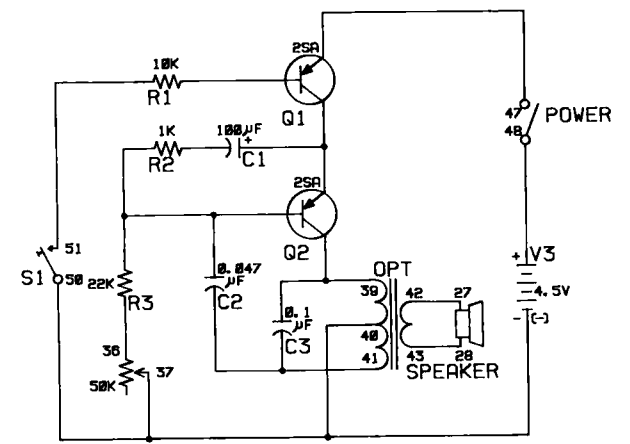 2SA
10K
R1
Q1
47
48
POWER
1K
100µF
+
R2
C1
2SA
Q2
51
S1
50
22K
R3
0.047
µF
C2
OPT
+
V3
4.5V
- (-)
39
42
27
0.1
µF
C3
40
41
43
28
SPEAKER
36
37
50K